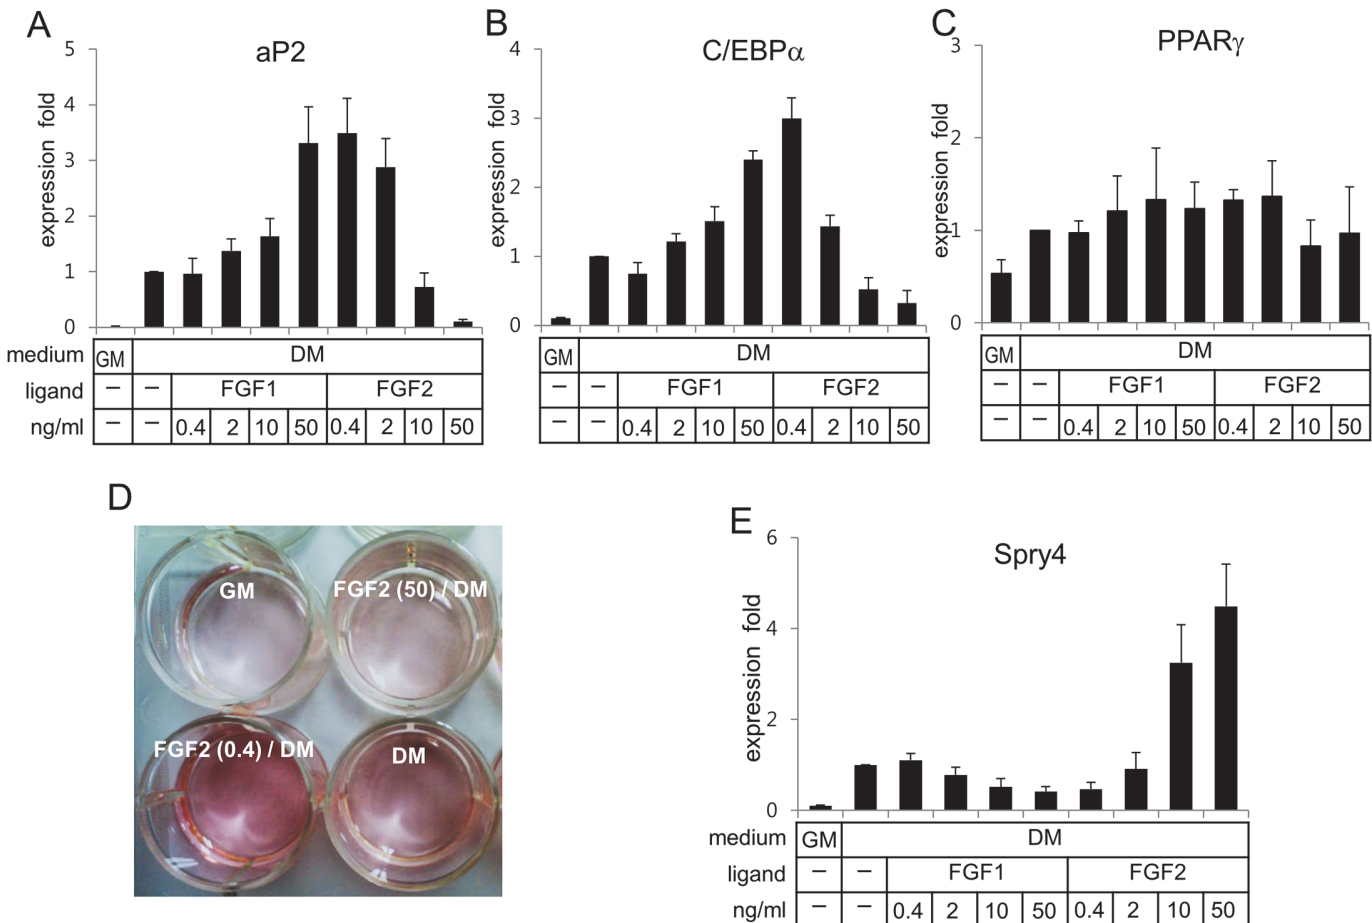 A
aP2
expression fold
5
4
3
2
1
0
medium GM DM
ligand – – FGF1 FGF2
ng/ml – – 0.4 2 10 50 0.4 2 10 50
B
C/EBPα
expression fold
4
3
2
1
0
GM DM
– – FGF1 FGF2
– – 0.4 2 10 50 0.4 2 10 50
C
PPARγ
expression fold
3
2
1
0
GM DM
– – FGF1 FGF2
– – 0.4 2 10 50 0.4 2 10 50
D
GM
FGF2 (50) / DM
FGF2 (0.4) / DM
DM
E
Spry4
expression fold
6
4
2
0
medium GM DM
ligand – – FGF1 FGF2
ng/ml – – 0.4 2 10 50 0.4 2 10 50